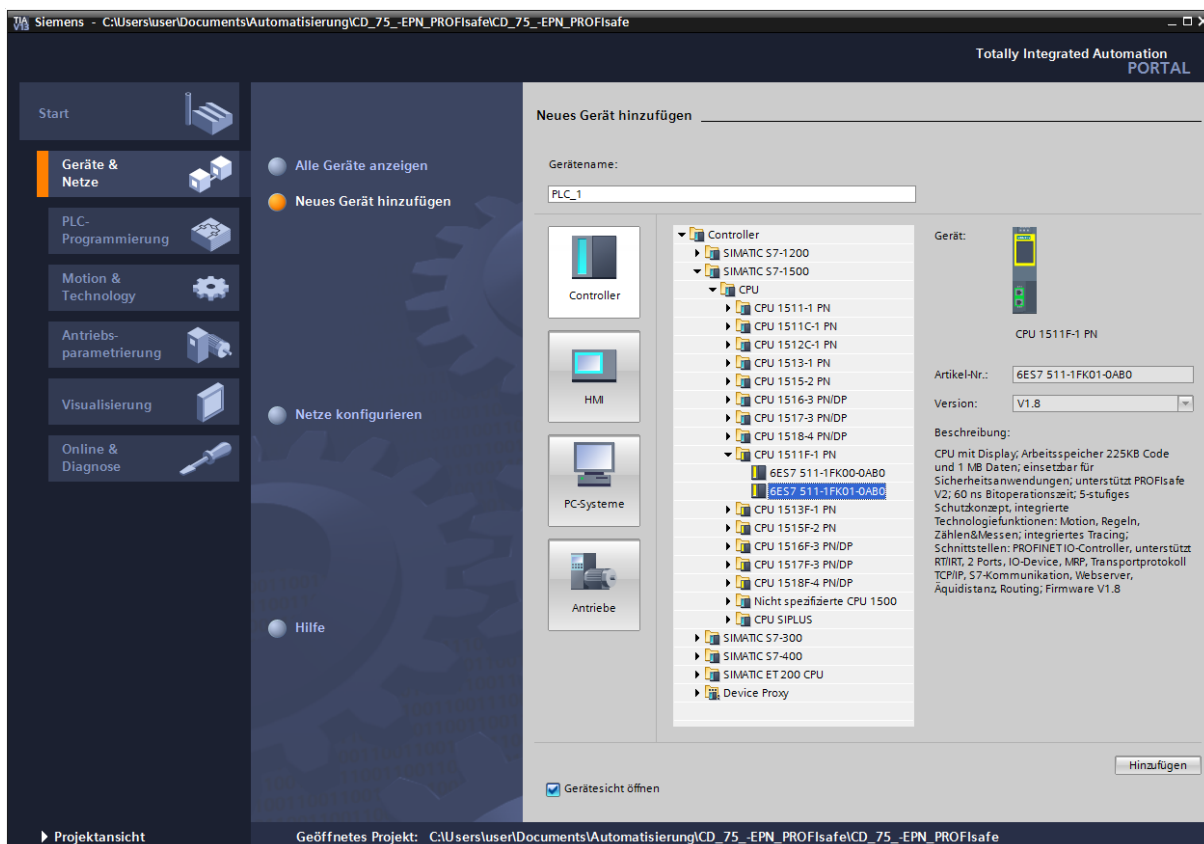 TIA V13 Siemens - C:\Users\user\Documents\Automatisierung\CD_75_-EPN_PROFIsafe\CD_75_-EPN_PROFIsafe
Totally Integrated Automation
PORTAL
Start
Geräte &
Netze
PLC-
Programmierung
Motion &
Technology
Antriebs-
parametrierung
Visualisierung
Online &
Diagnose
Alle Geräte anzeigen
Neues Gerät hinzufügen
Netze konfigurieren
Hilfe
Neues Gerät hinzufügen
Gerätename:
PLC_1
Controller
HMI
PC-Systeme
Antriebe
Controller
SIMATIC S7-1200
SIMATIC S7-1500
CPU
CPU 1511-1 PN
CPU 1511C-1 PN
CPU 1512C-1 PN
CPU 1513-1 PN
CPU 1515-2 PN
CPU 1516-3 PN/DP
CPU 1517-3 PN/DP
CPU 1518-4 PN/DP
CPU 1511F-1 PN
6ES7 511-1FK00-0AB0
6ES7 511-1FK01-0AB0
CPU 1513F-1 PN
CPU 1515F-2 PN
CPU 1516F-3 PN/DP
CPU 1517F-3 PN/DP
CPU 1518F-4 PN/DP
Nicht spezifizierte CPU 1500
CPU SIPLUS
SIMATIC S7-300
SIMATIC S7-400
SIMATIC ET 200 CPU
Device Proxy
Gerät:
CPU 1511F-1 PN
Artikel-Nr.: 6ES7 511-1FK01-0AB0
Version: V1.8
Beschreibung:
CPU mit Display; Arbeitsspeicher 225KB Code
und 1 MB Daten; einsetzbar für
Sicherheitsanwendungen; unterstützt PROFIsafe
V2; 60 ns Bitoperationszeit; 5-stufiges
Schutzkonzept, integrierte
Technologiefunktionen: Motion, Regeln,
Zählen&Messen; integriertes Tracing;
Schnittstellen: PROFINET IO-Controller, unterstützt
RT/IRT, 2 Ports, IO-Device, MRP, Transportprotokoll
TCP/IP, S7-Kommunikation, Webserver,
Äquidistanz, Routing; Firmware V1.8
Hinzufügen
Gerätesicht öffnen
Projektansicht
Geöffnetes Projekt: C:\Users\user\Documents\Automatisierung\CD_75_-EPN_PROFIsafe\CD_75_-EPN_PROFIsafe